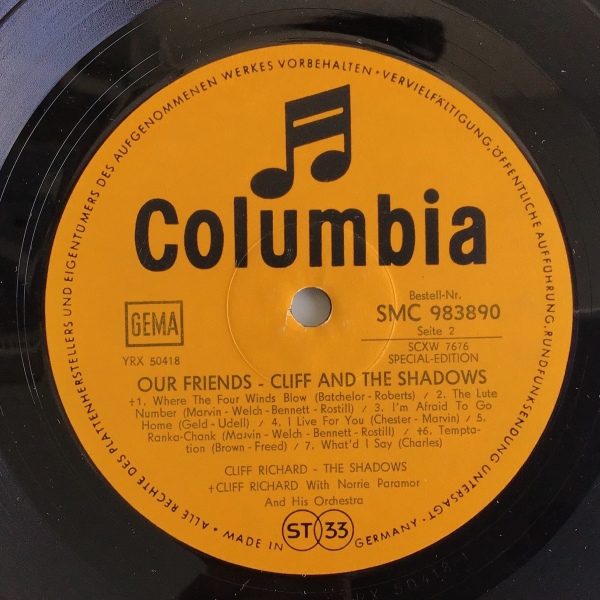 ALLE RECHTE DES PLATTENHERSTELLERS UND EIGENTÜMERS DES AUFGENOMMENEN WERKES VORBEHALTEN • VERVIELFÄLTIGUNG, ÖFFENTLICHE AUFFÜHRUNG, RUNDFUNKSENDUNG UNTERSAGT •
Columbia
GEMA
YRX 50418
Bestell-Nr.
SMC 983890
Seite 2
SCXW 7676
SPECIAL-EDITION
OUR FRIENDS - CLIFF AND THE SHADOWS
+1. Where The Four Winds Blow (Batchelor - Roberts) / 2. The Lute
Number (Marvin - Welch - Bennett - Rostill) / 3. I'm Afraid To Go
Home (Geld - Udell) / 4. I Live For You (Chester - Marvin) / 5.
Ranka-Chank (Marvin - Welch - Bennett - Rostill) / +6. Tempta-
tion (Brown - Freed) / 7. What'd I Say (Charles)
CLIFF RICHARD - THE SHADOWS
+CLIFF RICHARD With Norrie Paramor
And His Orchestra
MADE IN GERMANY
ST 33